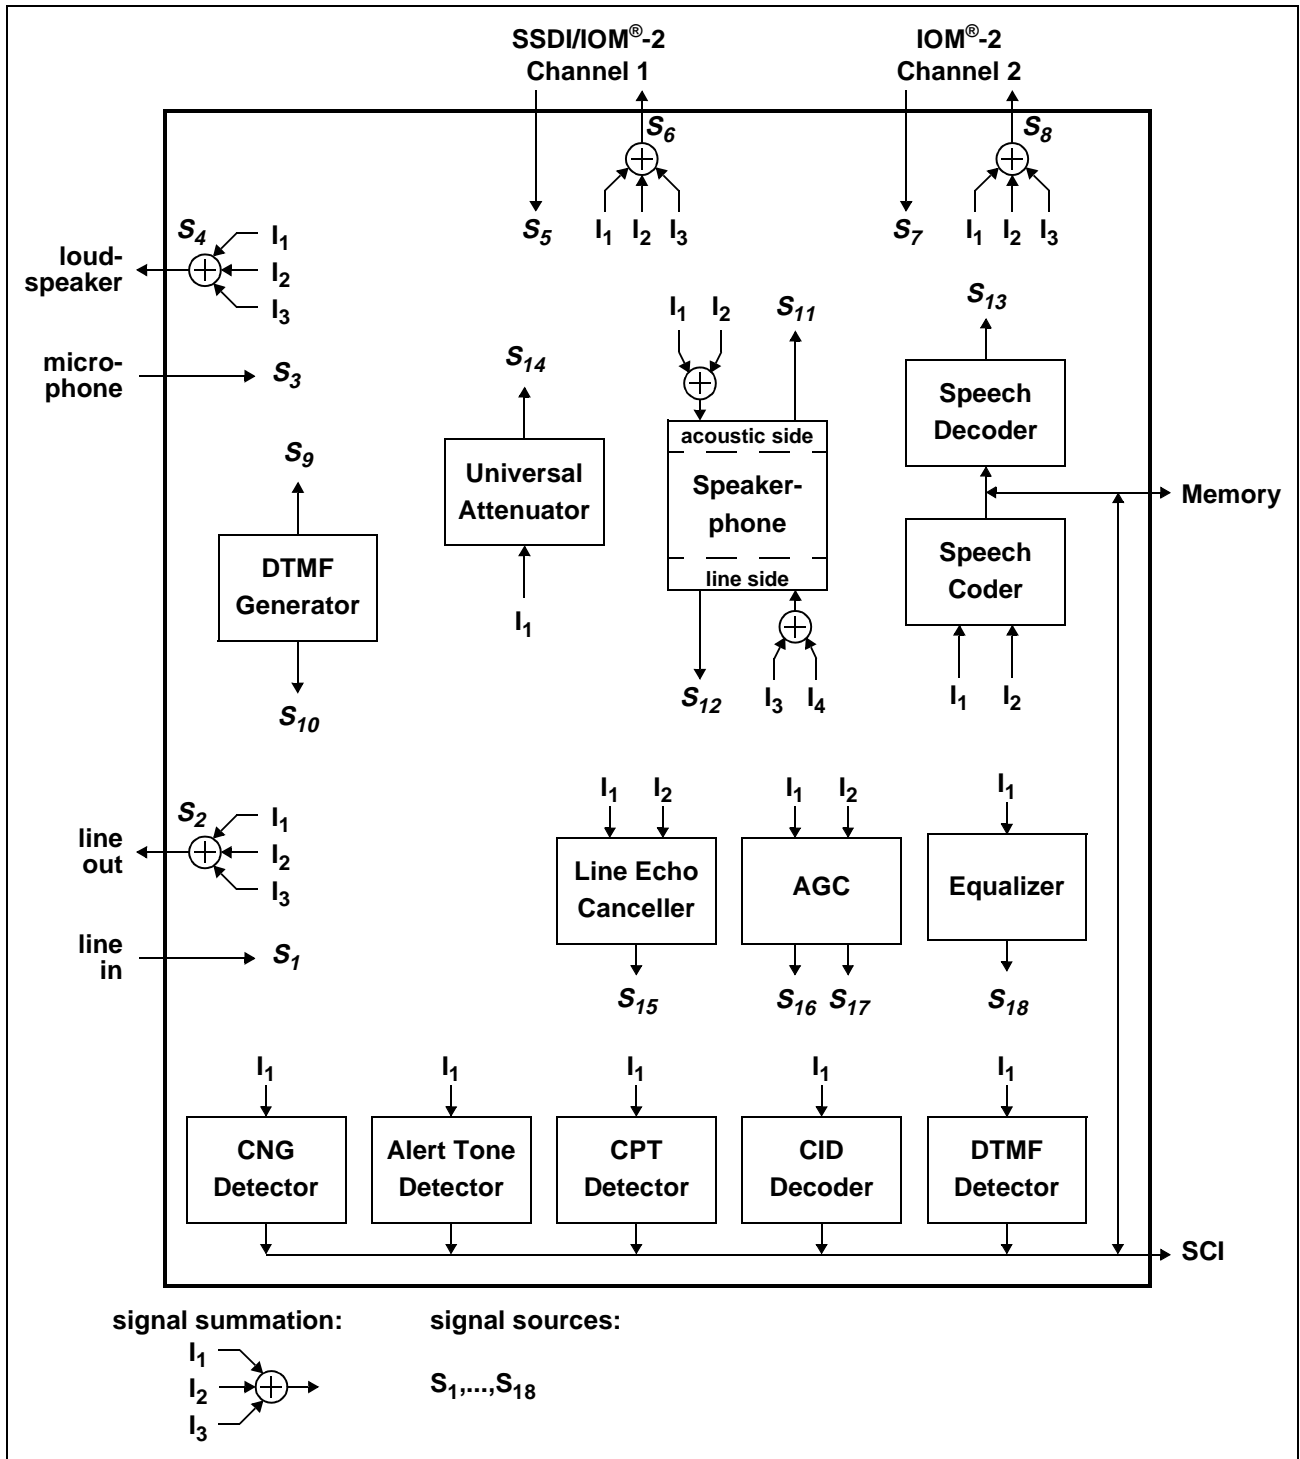 SSDI/IOM®-2
Channel 1
IOM®-2
Channel 2
S6
S8
I1 I2 I3
I1 I2 I3
S5
S7
S4
I1
I2
I3
loud-
speaker
micro-
phone
S3
I1 I2
S11
S13
S14
S9
Universal
Attenuator
I1
acoustic side
Speaker-
phone
line side
Speech
Decoder
Memory
Speech
Coder
DTMF
Generator
S10
S12
I3 I4
I1 I2
S2
I1
I2
I3
line
out
line
in
S1
I1 I2
Line Echo
Canceller
S15
I1 I2
AGC
S16 S17
I1
Equalizer
S18
I1
CNG
Detector
I1
Alert Tone
Detector
I1
CPT
Detector
I1
CID
Decoder
I1
DTMF
Detector
SCI
signal summation:
I1
I2
I3
signal sources:
S1,...,S18